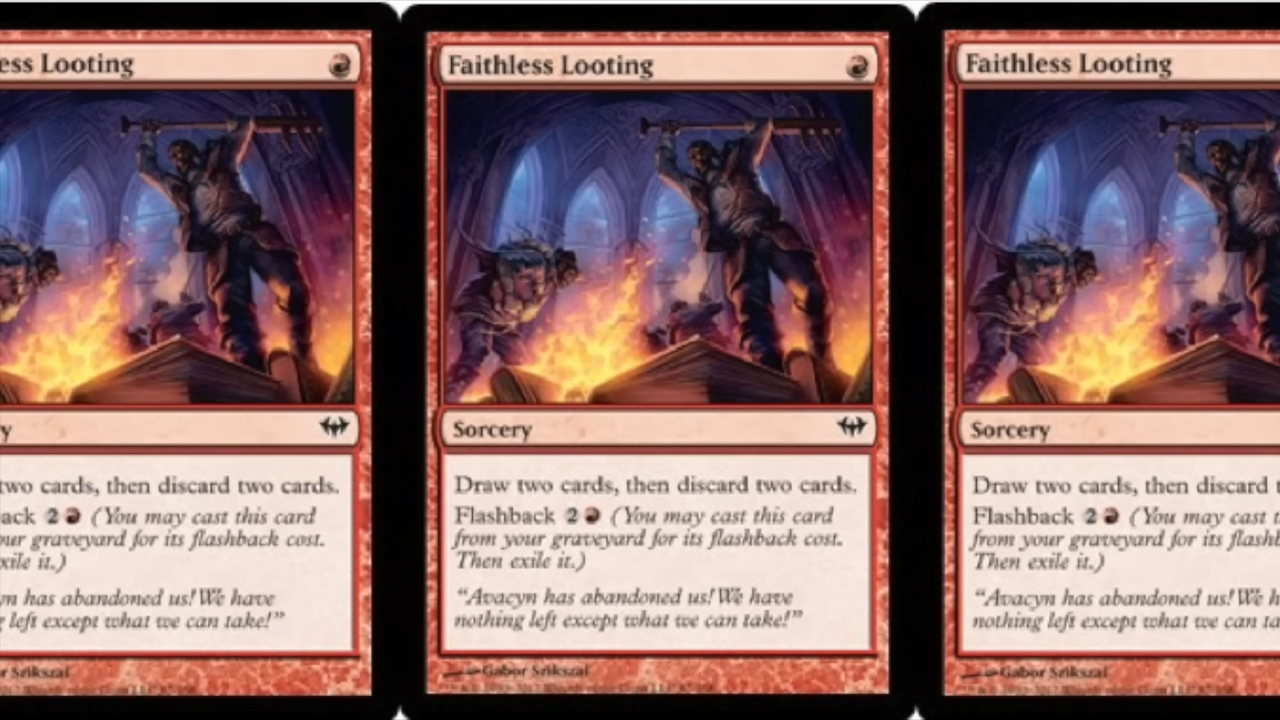 ess Looting
y
two cards, then discard two cards.
ack 2 (You may cast this card
our graveyard for its flashback cost.
xile it.)
yn has abandoned us! We have
g left except what we can take!”
r Szikszai
Faithless Looting
Sorcery
Draw two cards, then discard two cards.
Flashback 2 (You may cast this card
from your graveyard for its flashback cost.
Then exile it.)
“Avacyn has abandoned us! We have
nothing left except what we can take!”
Gabor Szikszai
Faithless Looting
Sorcery
Draw two cards, then discard t
Flashback 2 (You may cast t
from your graveyard for its flashb
Then exile it.)
“Avacyn has abandoned us! We h
nothing left except what we can ta
Gabor Szikszai